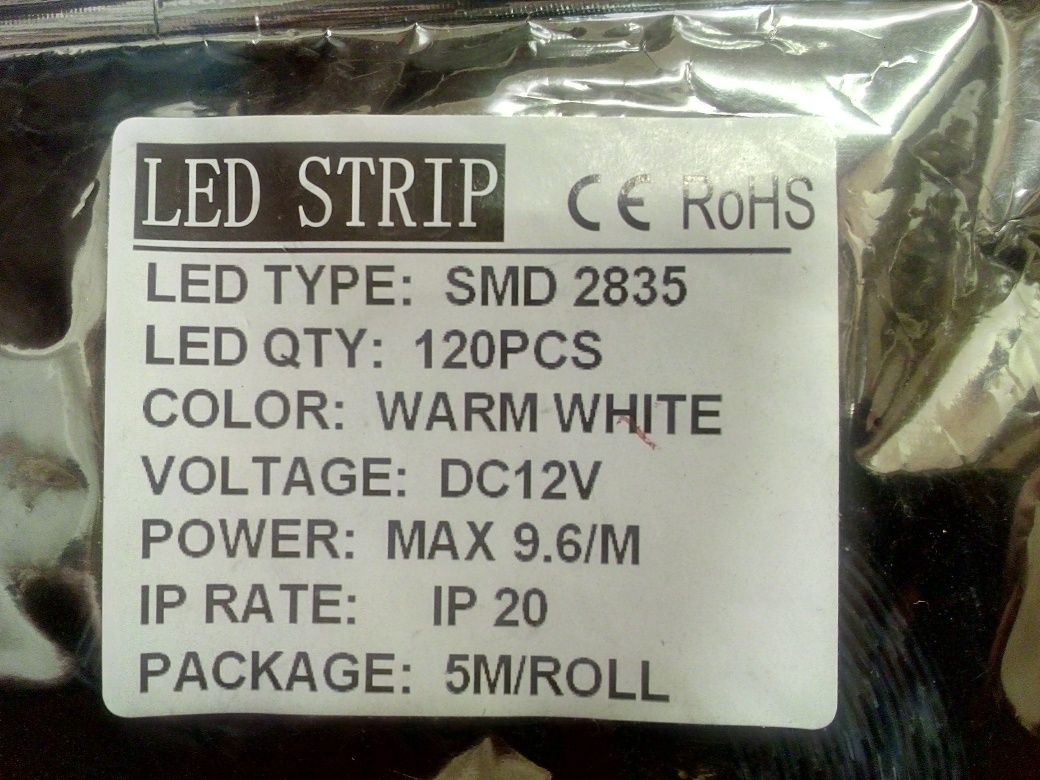 LED STRIP CE RoHS
LED TYPE: SMD 2835
LED QTY: 120PCS
COLOR: WARM WHITE
VOLTAGE: DC12V
POWER: MAX 9.6/M
IP RATE: IP 20
PACKAGE: 5M/ROLL